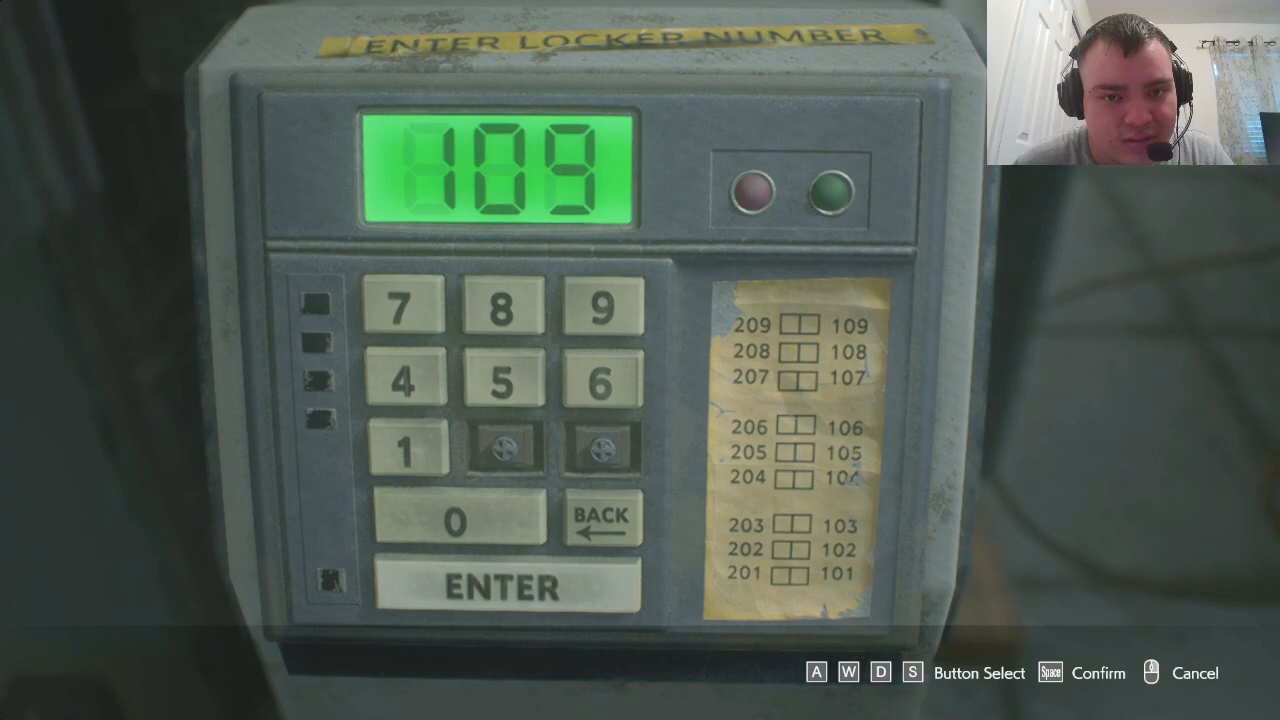 ENTER LOCKER NUMBER
109
7 8 9
4 5 6
1
0 BACK
ENTER
209 109
208 108
207 107
206 106
205 105
204 104
203 103
202 102
201 101
A W D S Button Select Space Confirm Cancel